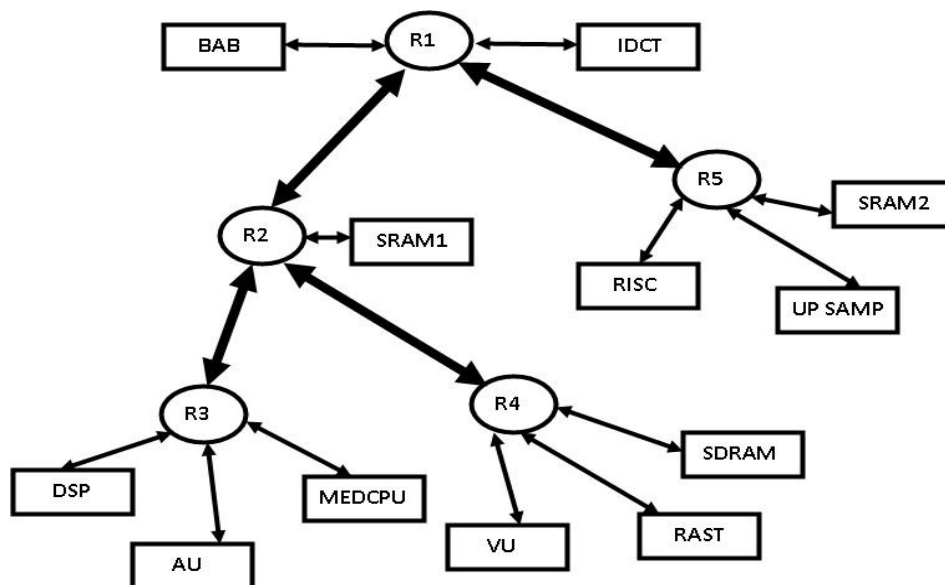 BAB
R1
IDCT
R5
SRAM2
R2
SRAM1
RISC
UP SAMP
R3
R4
SDRAM
DSP
MEDCPU
RAST
VU
AU